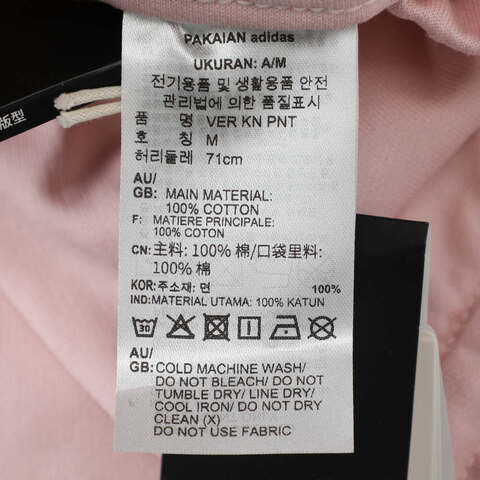 PAKAIAN adidas
UKURAN: A/M
전기용품 및 생활용품 안전
관리법에 의한 품질표시
품 명 VER KN PNT
호 칭 M
허리둘레 71cm
AU/
GB: MAIN MATERIAL:
100% COTTON
F: MATIERE PRINCIPALE:
100% COTON
CN: 主料: 100% 棉/口袋里料:
100% 棉
KOR: 주소재: 면 100%
IND: MATERIAL UTAMA: 100% KATUN
30
AU/
GB: COLD MACHINE WASH/
DO NOT BLEACH/ DO NOT
TUMBLE DRY/ LINE DRY/
COOL IRON/ DO NOT DRY
CLEAN (X)
DO NOT USE FABRIC
版型